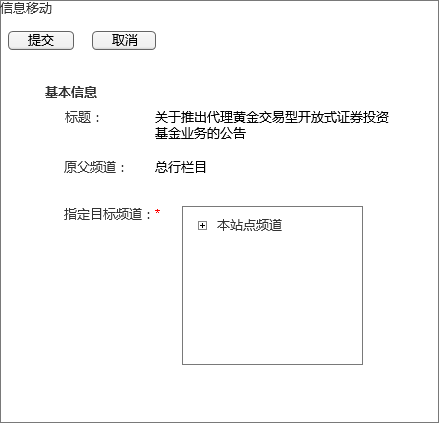 信息移动
提交 取消
基本信息
标题： 关于推出代理黄金交易型开放式证券投资
基金业务的公告
原父频道： 总行栏目
指定目标频道：*
本站点频道